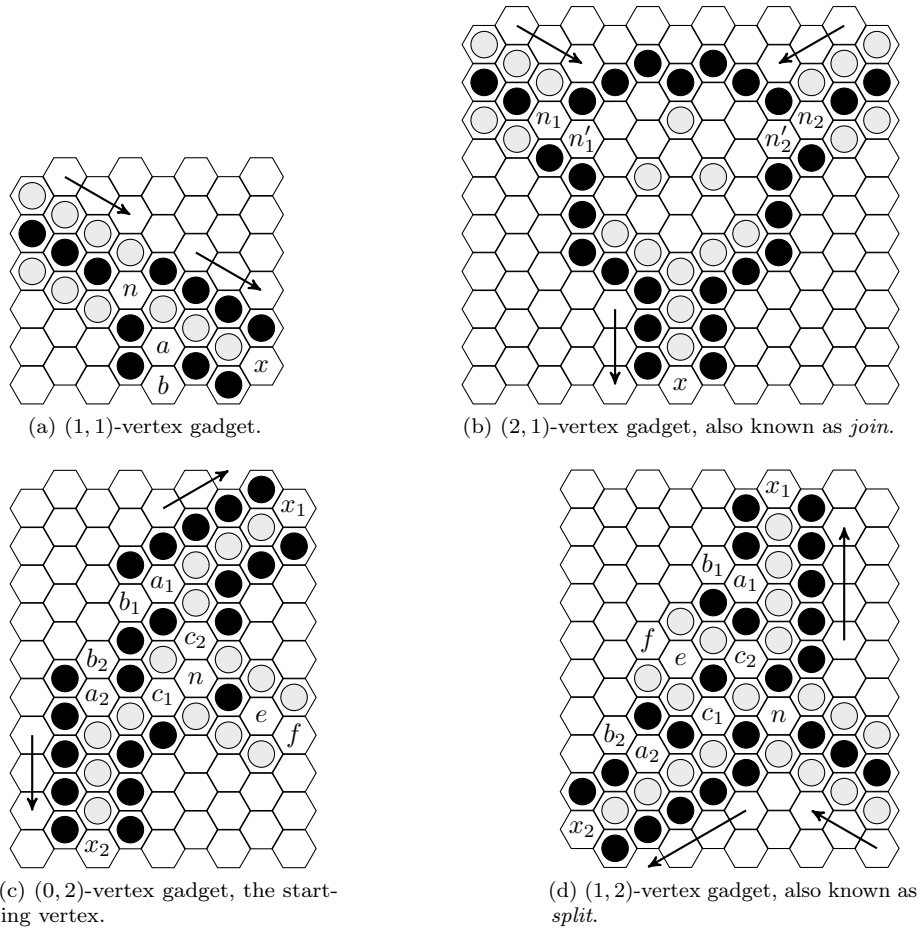 n
a
x
b
(a) (1, 1)-vertex gadget.
n₁
n₂
n′₁
n′₂
x
(b) (2, 1)-vertex gadget, also known as join.
x₁
a₁
b₁
c₂
b₂
n
a₂
c₁
e
f
x₂
(c) (0, 2)-vertex gadget, the start-
ing vertex.
x₁
b₁
a₁
f
e
c₂
c₁
n
b₂
a₂
x₂
(d) (1, 2)-vertex gadget, also known as
split.